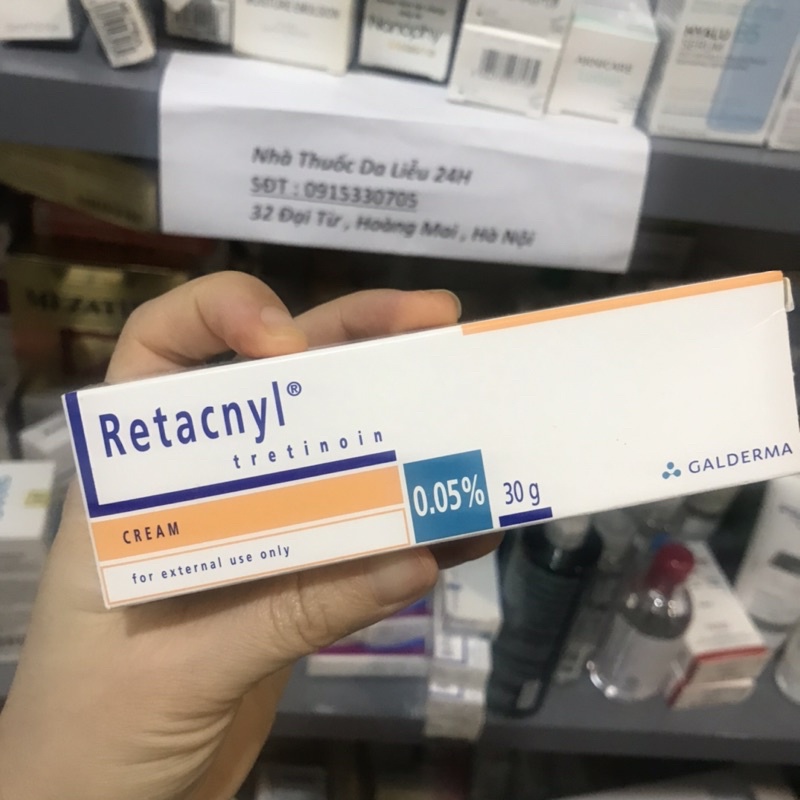 Nhà Thuốc Da Liễu 24H
SĐT : 0915330705
32 Đại Từ , Hoàng Mai , Hà Nội
Retacnyl®
tretinoin
CREAM
0.05%
30 g
for external use only
GALDERMA